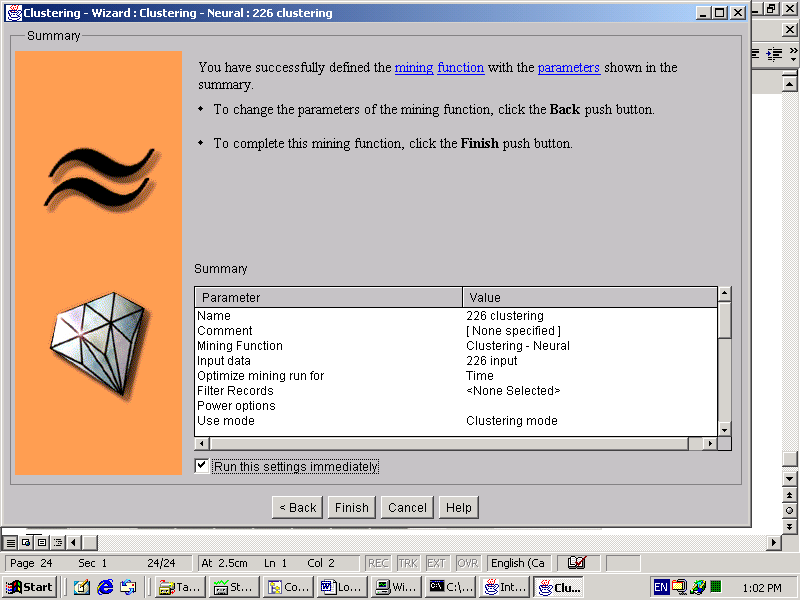 Clustering - Wizard : Clustering - Neural : 226 clustering
Summary
You have successfully defined the mining function with the parameters shown in the
summary.
To change the parameters of the mining function, click the Back push button.
To complete this mining function, click the Finish push button.
Summary
Parameter Value
Name 226 clustering
Comment [ None specified ]
Mining Function Clustering - Neural
Input data 226 input
Optimize mining run for Time
Filter Records <None Selected>
Power options
Use mode Clustering mode
Run this settings immediately
< Back Finish Cancel Help
Page 24 Sec 1 24/24 At 2.5cm Ln 1 Col 2 REC TRK EXT OVR English (Ca
Start Ta... St... Co... Lo... Wi... C:\... Int... Clu... EN 1:02 PM